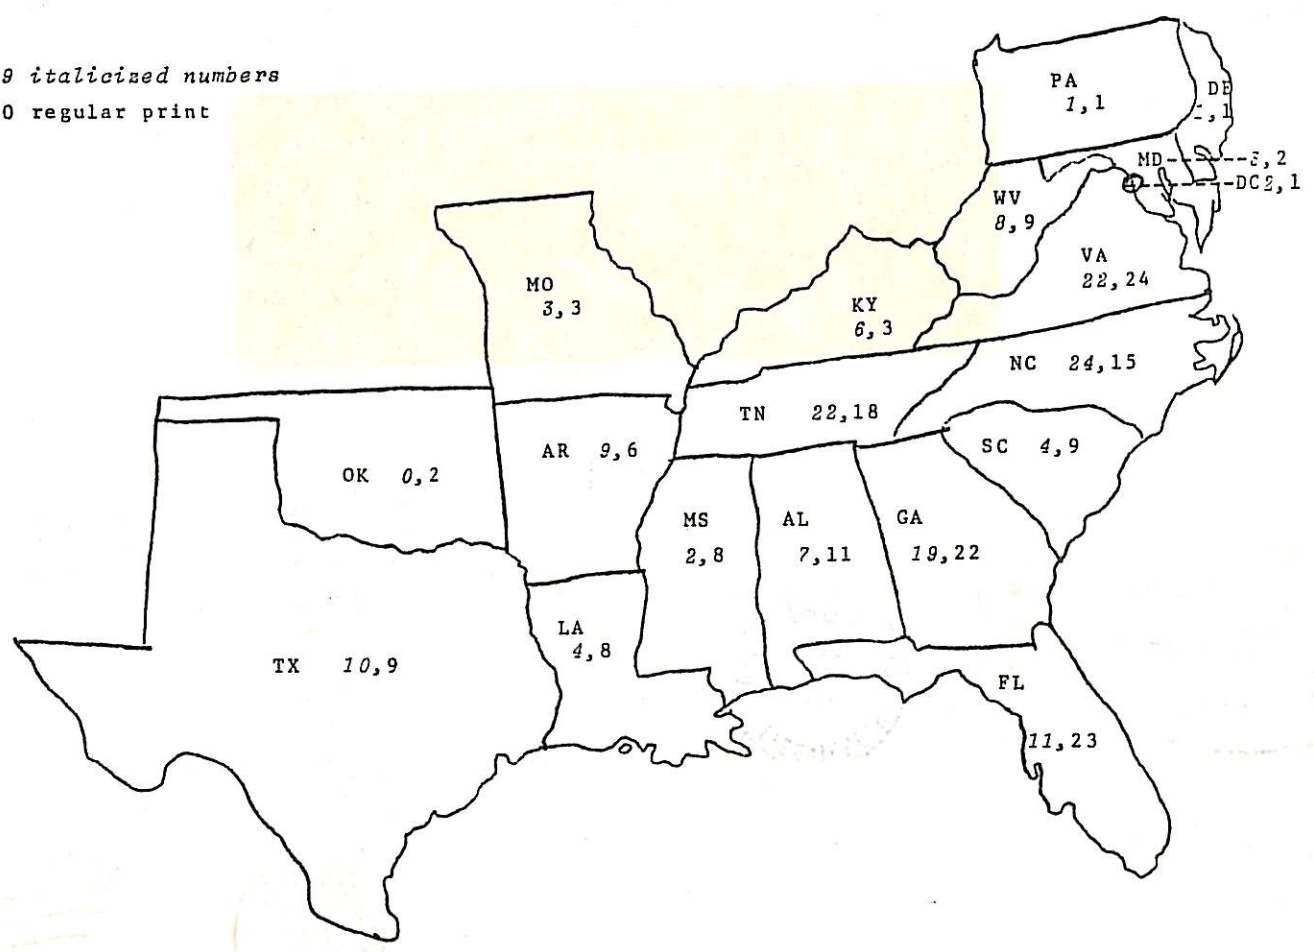 9 italicized numbers
0 regular print
PA
1,1
DE
,1
MD
,2
DC2,1
WV
8,9
VA
22,24
MO
3,3
KY
6,3
NC 24,15
TN 22,18
SC 4,9
AR 9,6
OK 0,2
MS
2,8
AL
7,11
GA
19,22
LA
4,8
TX 10,9
FL
11,23